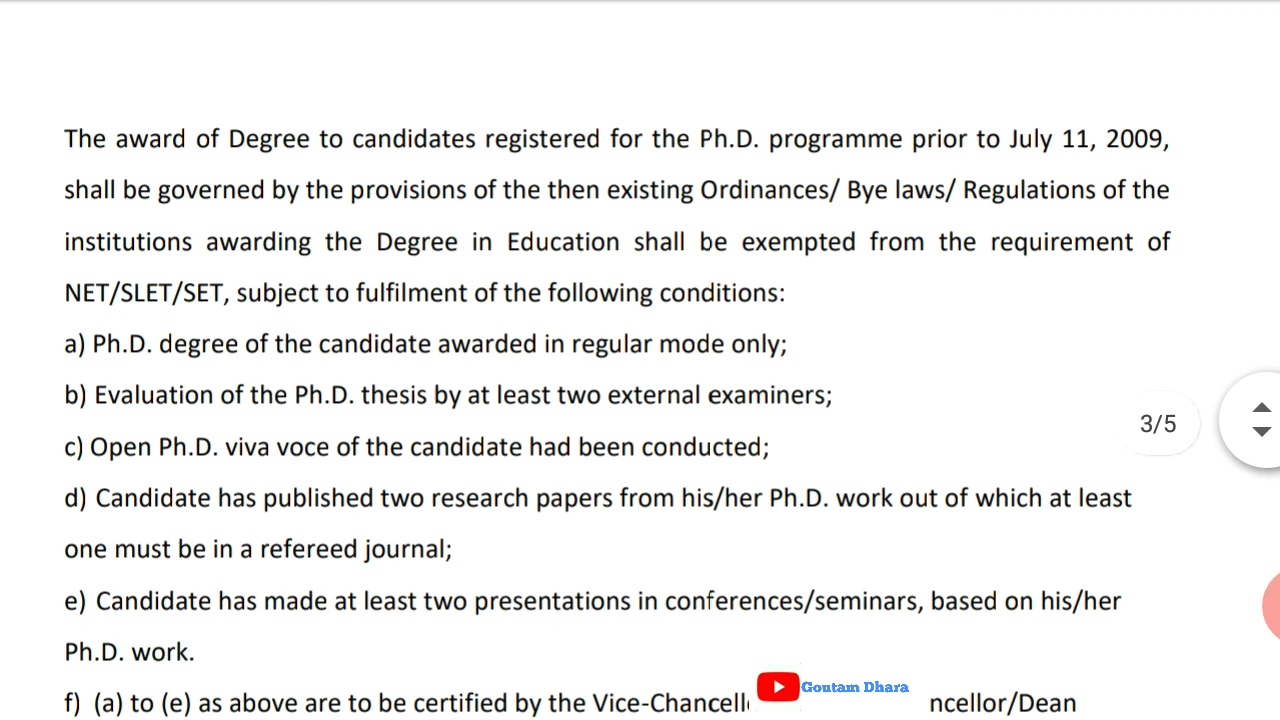 The award of Degree to candidates registered for the Ph.D. programme prior to July 11, 2009,
shall be governed by the provisions of the then existing Ordinances/ Bye laws/ Regulations of the
institutions awarding the Degree in Education shall be exempted from the requirement of
NET/SLET/SET, subject to fulfilment of the following conditions:
a) Ph.D. degree of the candidate awarded in regular mode only;
b) Evaluation of the Ph.D. thesis by at least two external examiners;
c) Open Ph.D. viva voce of the candidate had been conducted;
3/5
d) Candidate has published two research papers from his/her Ph.D. work out of which at least
one must be in a refereed journal;
e) Candidate has made at least two presentations in conferences/seminars, based on his/her
Ph.D. work.
f) (a) to (e) as above are to be certified by the ncellor/Dean
Goutam Dhara